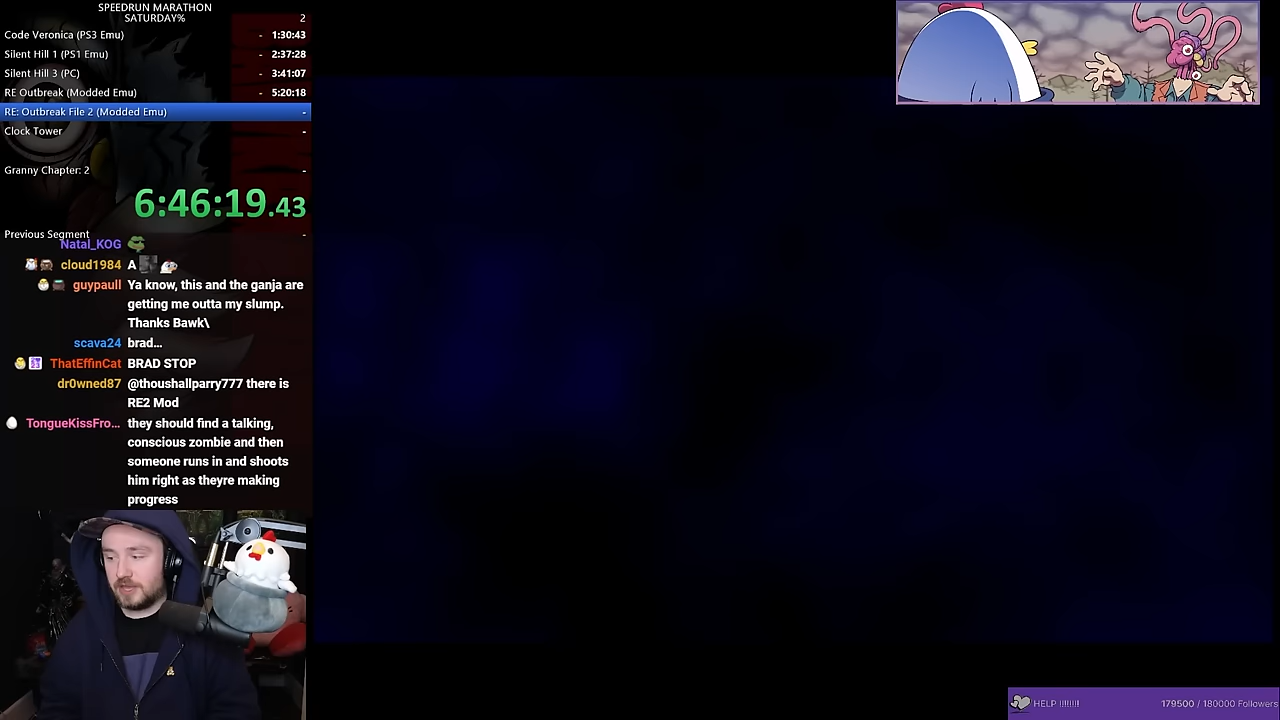 SPEEDRUN MARATHON
SATURDAY%
2
Code Veronica (PS3 Emu) - 1:30:43
Silent Hill 1 (PS1 Emu) - 2:37:28
Silent Hill 3 (PC) - 3:41:07
RE Outbreak (Modded Emu) - 5:20:18
RE: Outbreak File 2 (Modded Emu) -
Clock Tower -
Granny Chapter: 2 -
6:46:19.43
Previous Segment -
Natal_KOG
cloud1984 A
guypaull Ya know, this and the ganja are
getting me outta my slump.
Thanks Bawk\
scava24 brad...
ThatEffinCat BRAD STOP
dr0wned87 @thoushallparry777 there is
RE2 Mod
TongueKissFro... they should find a talking,
conscious zombie and then
someone runs in and shoots
him right as theyre making
progress
HELP !!!!!!! 179500 / 180000 Followers